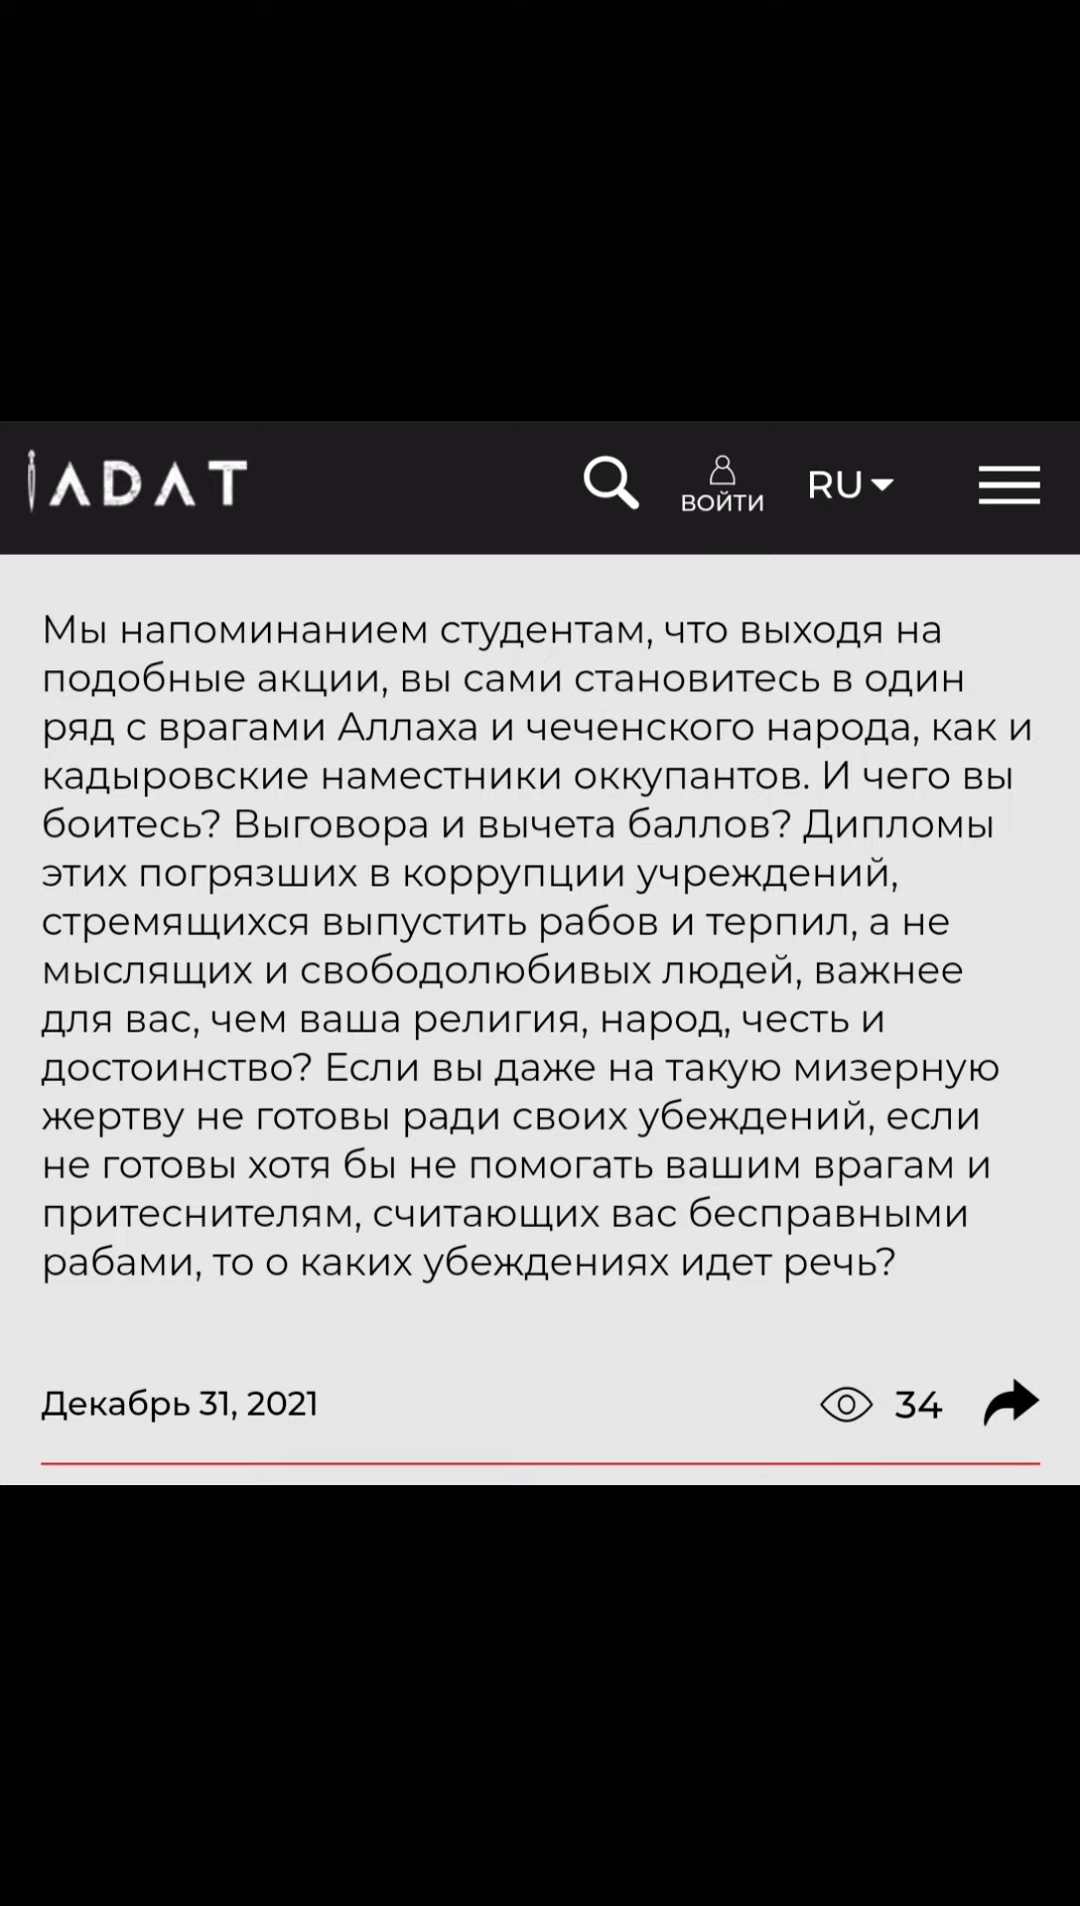 ADAT
ВОЙТИ
RU
Мы напоминанием студентам, что выходя на
подобные акции, вы сами становитесь в один
ряд с врагами Аллаха и чеченского народа, как и
кадыровские наместники оккупантов. И чего вы
боитесь? Выговора и вычета баллов? Дипломы
этих погрязших в коррупции учреждений,
стремящихся выпустить рабов и терпил, а не
мыслящих и свободолюбивых людей, важнее
для вас, чем ваша религия, народ, честь и
достоинство? Если вы даже на такую мизерную
жертву не готовы ради своих убеждений, если
не готовы хотя бы не помогать вашим врагам и
притеснителям, считающих вас бесправными
рабами, то о каких убеждениях идет речь?
Декабрь 31, 2021
34